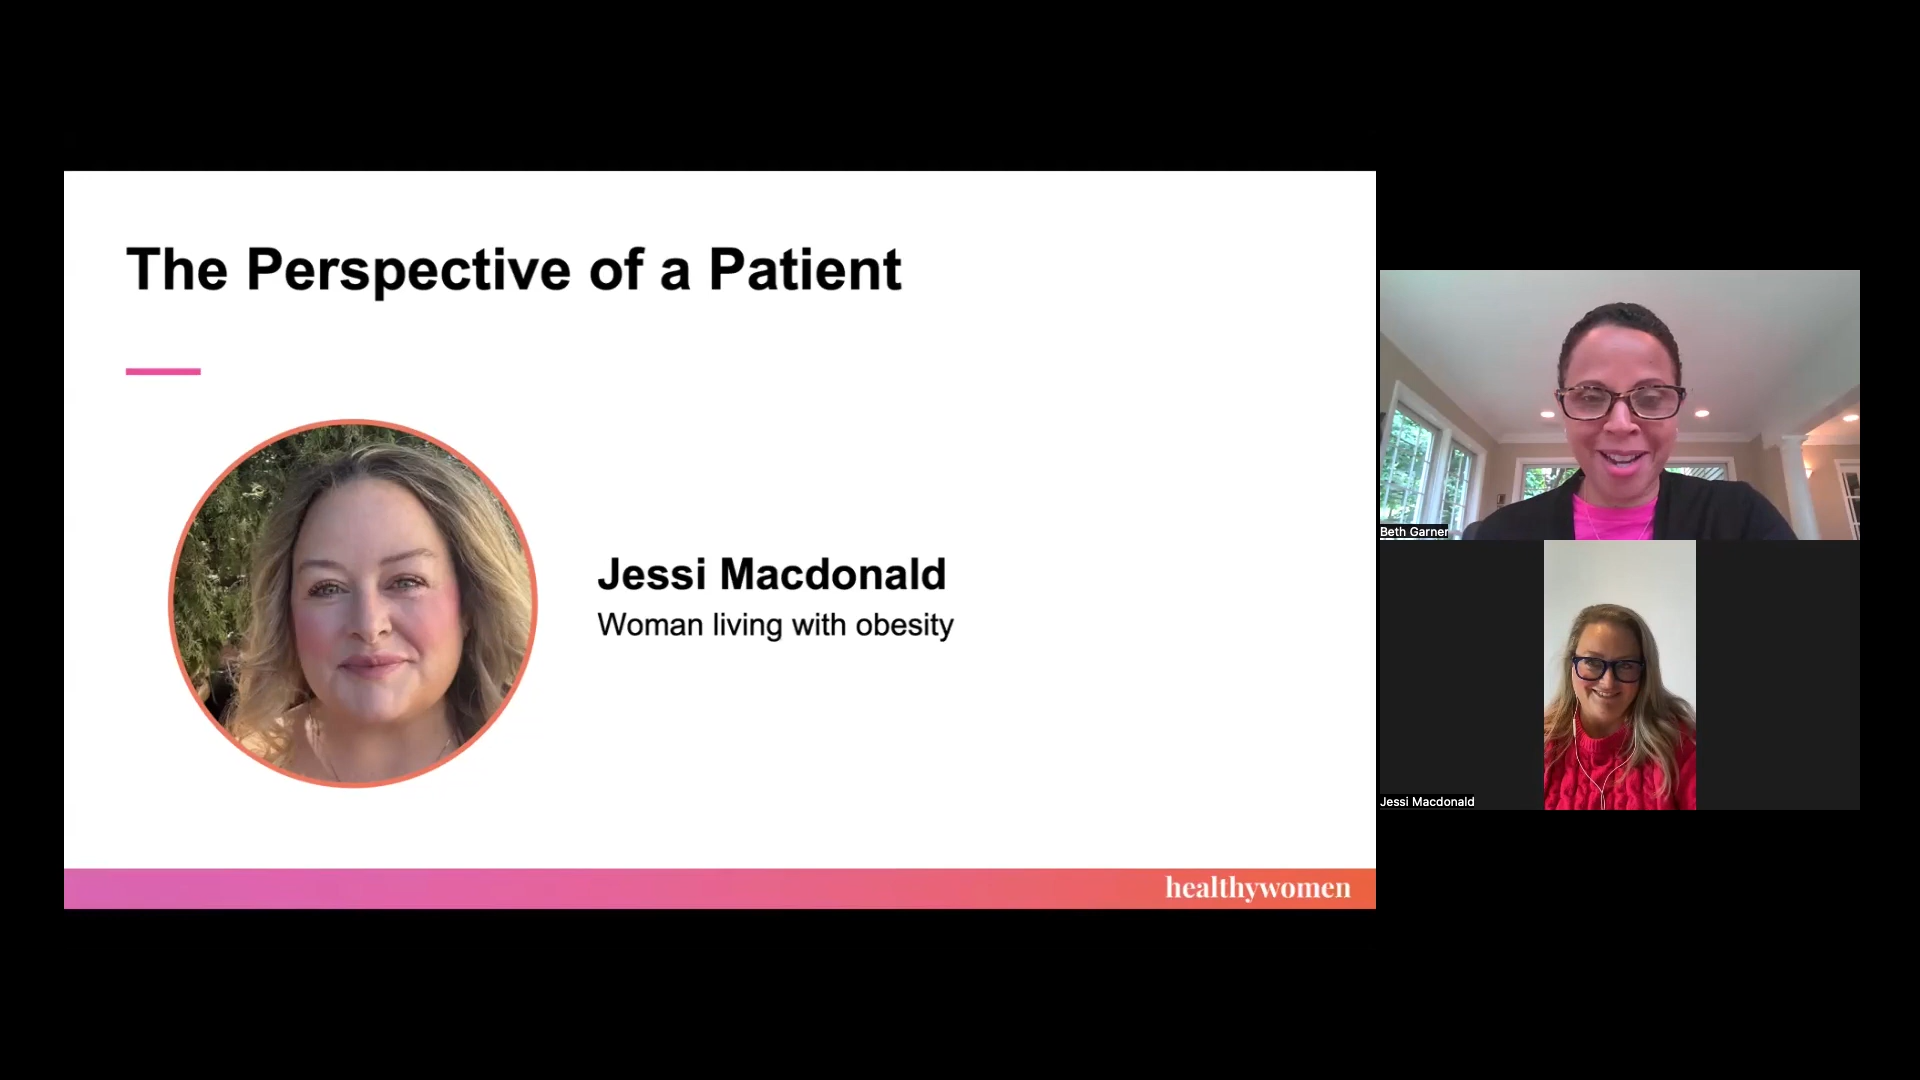 The Perspective of a Patient
Jessi Macdonald
Woman living with obesity
healthywomen
Beth Garner
Jessi Macdonald